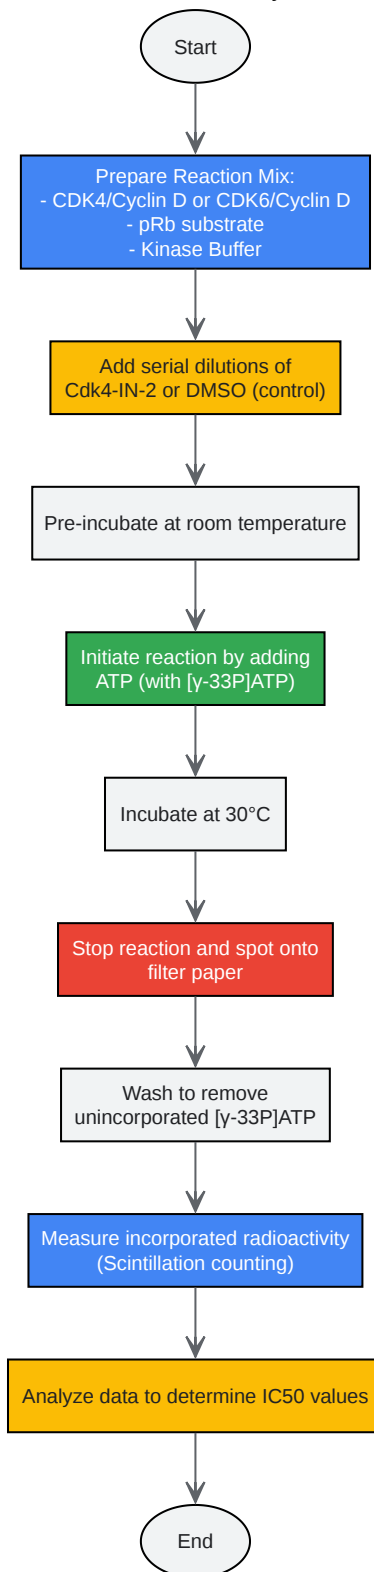 Start
Prepare Reaction Mix:
- CDK4/Cyclin D or CDK6/Cyclin D
- pRb substrate
- Kinase Buffer
Add serial dilutions of
Cdk4-IN-2 or DMSO (control)
Pre-incubate at room temperature
Initiate reaction by adding
ATP (with [γ-33P]ATP)
Incubate at 30°C
Stop reaction and spot onto
filter paper
Wash to remove
unincorporated [γ-33P]ATP
Measure incorporated radioactivity
(Scintillation counting)
Analyze data to determine IC50 values
End